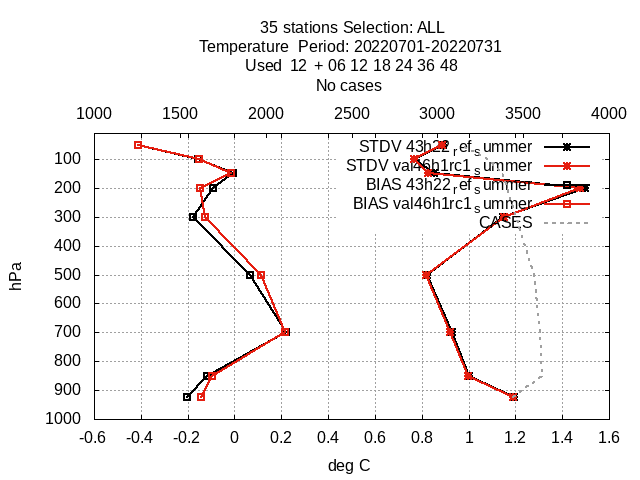 35 stations Selection: ALL
Temperature Period: 20220701-20220731
Used 12 + 06 12 18 24 36 48
No cases
1000 1500 2000 2500 3000 3500 4000
STDV 43h22_ref_summer
STDV val46h1rc1_summer
BIAS 43h22_ref_summer
BIAS val46h1rc1_summer
CASES
100
200
300
400
500
600
700
800
900
1000
hPa
-0.6 -0.4 -0.2 0 0.2 0.4 0.6 0.8 1 1.2 1.4 1.6
deg C